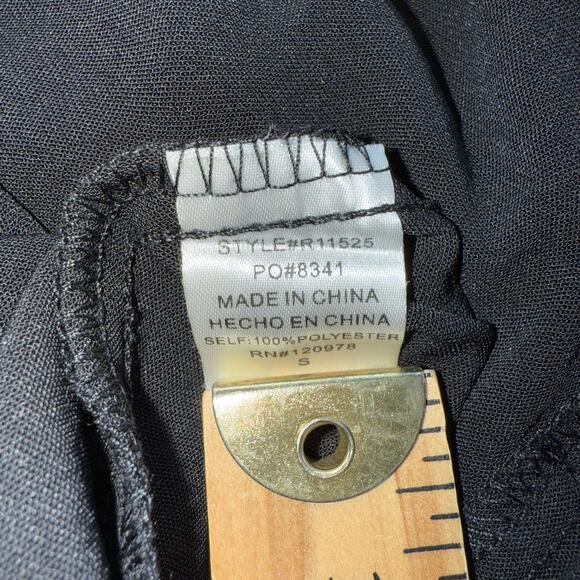 STYLE#R11525
PO#8341
MADE IN CHINA
HECHO EN CHINA
SELF:100%POLYESTER
RN#120978
S